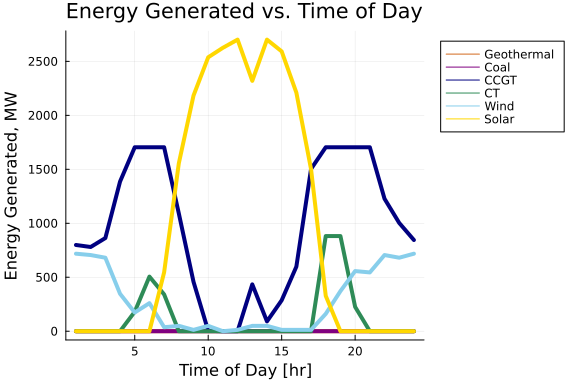 Energy Generated vs. Time of Day
Energy Generated, MW
2500
2000
1500
1000
500
0
5
10
15
20
Time of Day [hr]
Geothermal
Coal
CCGT
CT
Wind
Solar